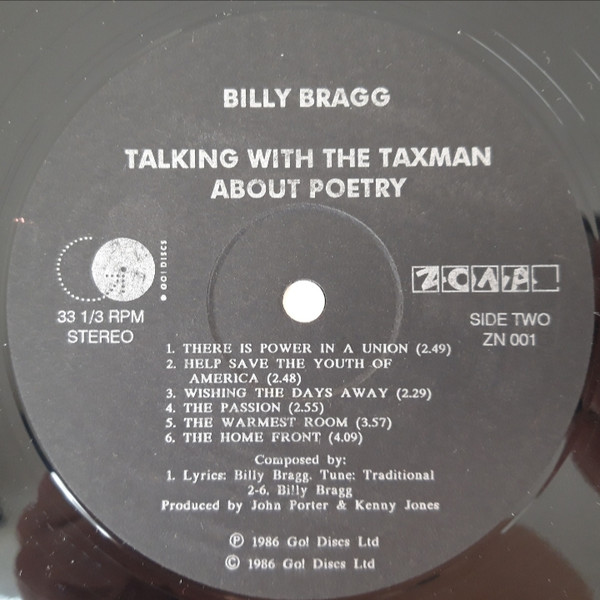 BILLY BRAGG
TALKING WITH THE TAXMAN
ABOUT POETRY
GO! DISCS
ZCAP
33 1/3 RPM
STEREO
SIDE TWO
ZN 001
1. THERE IS POWER IN A UNION (2.49)
2. HELP SAVE THE YOUTH OF
AMERICA (2.48)
3. WISHING THE DAYS AWAY (2.29)
4. THE PASSION (2.55)
5. THE WARMEST ROOM (3.57)
6. THE HOME FRONT (4.09)
Composed by:
1. Lyrics: Billy Bragg. Tune: Traditional
2-6. Billy Bragg
Produced by John Porter & Kenny Jones
℗ 1986 Go! Discs Ltd
© 1986 Go! Discs Ltd